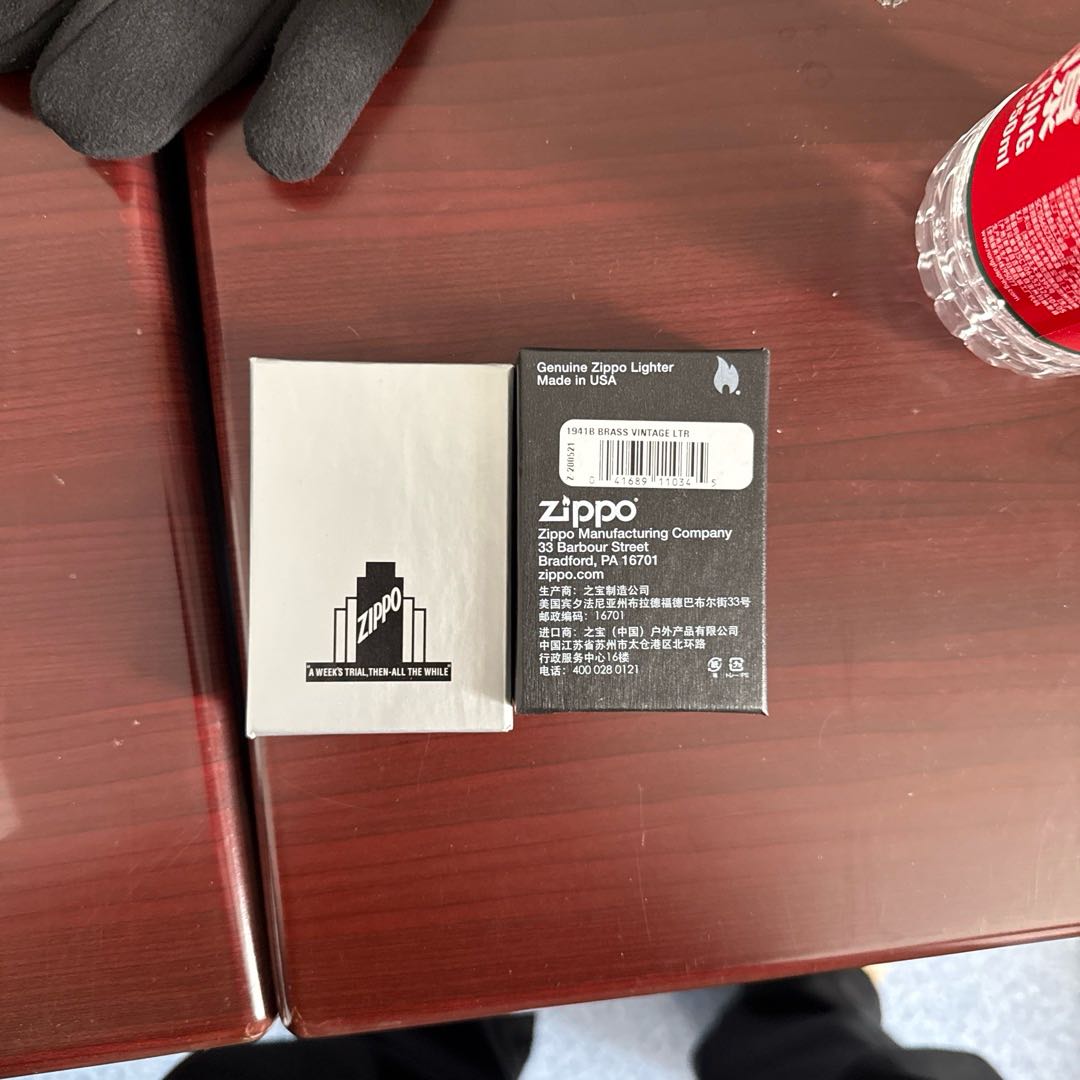 RING
550ml
ZIPPO
"A WEEK'S TRIAL, THEN-ALL THE WHILE"
Genuine Zippo Lighter
Made in USA
1941B BRASS VINTAGE LTR
Z 200521
0 41689 11034 5
zippo
Zippo Manufacturing Company
33 Barbour Street
Bradford, PA 16701
zippo.com
生产商：之宝制造公司
美国宾夕法尼亚州布拉德福德巴布尔街33号
邮政编码：16701
进口商：之宝（中国）户外产品有限公司
中国江苏省苏州市太仓港区北环路
行政服务中心16楼
电话：400 028 0121